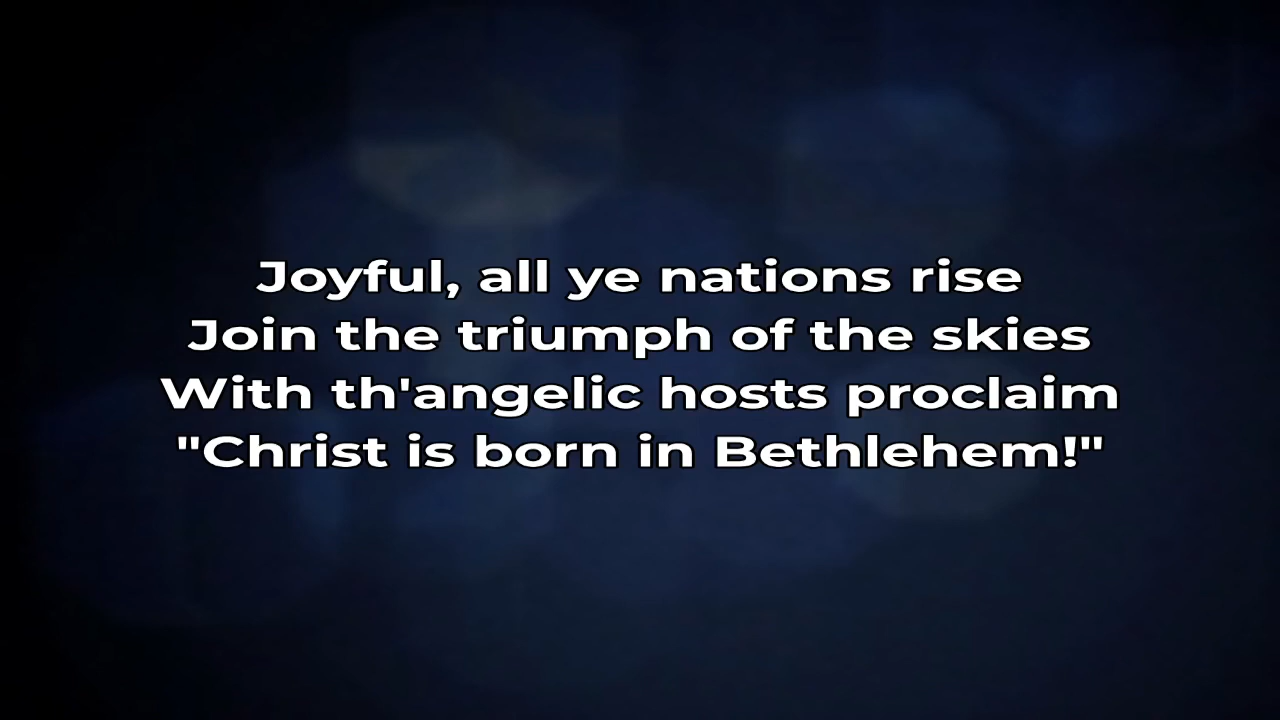 Joyful, all ye nations rise
Join the triumph of the skies
With th'angelic hosts proclaim
"Christ is born in Bethlehem!"